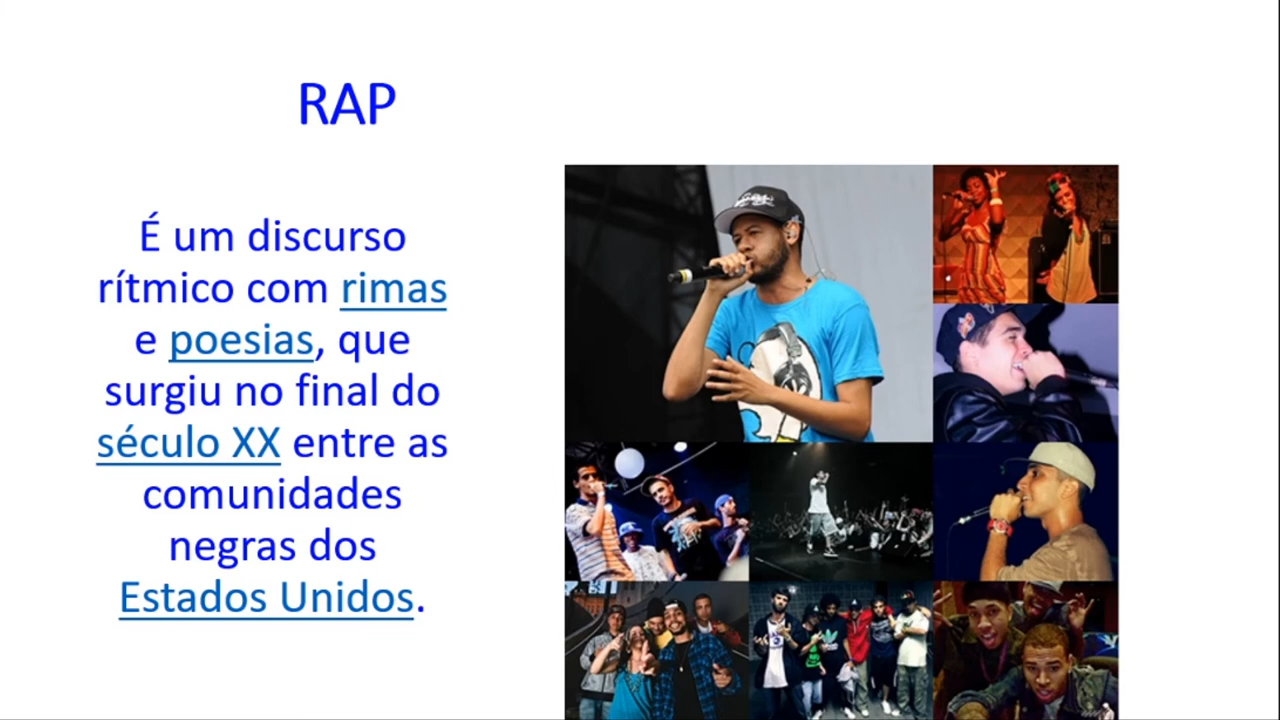 RAP
É um discurso
rítmico com rimas
e poesias, que
surgiu no final do
século XX entre as
comunidades
negras dos
Estados Unidos.